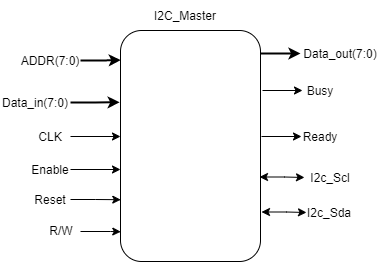 I2C_Master
ADDR(7:0)
Data_in(7:0)
CLK
Enable
Reset
R/W
Data_out(7:0)
Busy
Ready
I2c_Scl
I2c_Sda